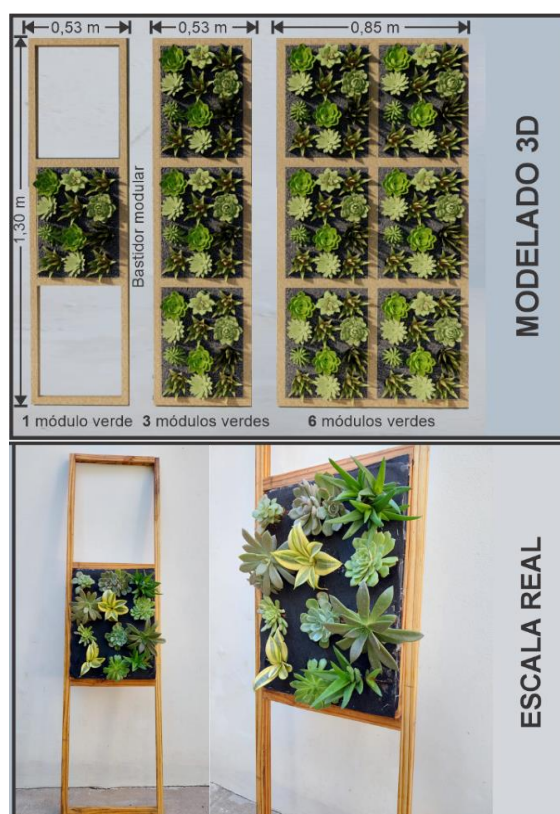 0,53 m
0,53 m
0,85 m
1,30 m
Bastidor modular
MODELADO 3D
1 módulo verde
3 módulos verdes
6 módulos verdes
ESCALA REAL